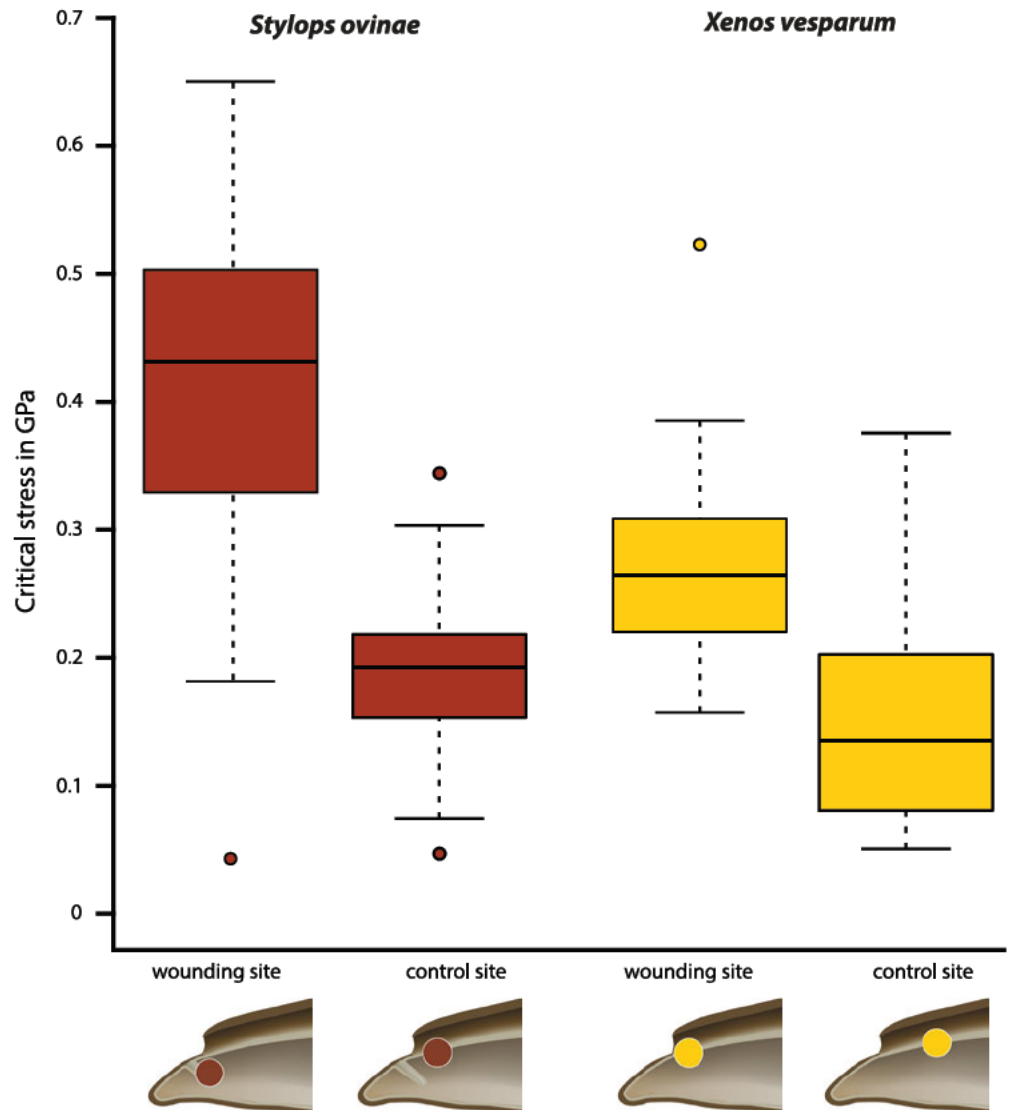 Stylops ovinae
Xenos vesparum
0.7
0.6
0.5
0.4
0.3
0.2
0.1
0
Critical stress in GPa
wounding site
control site
wounding site
control site